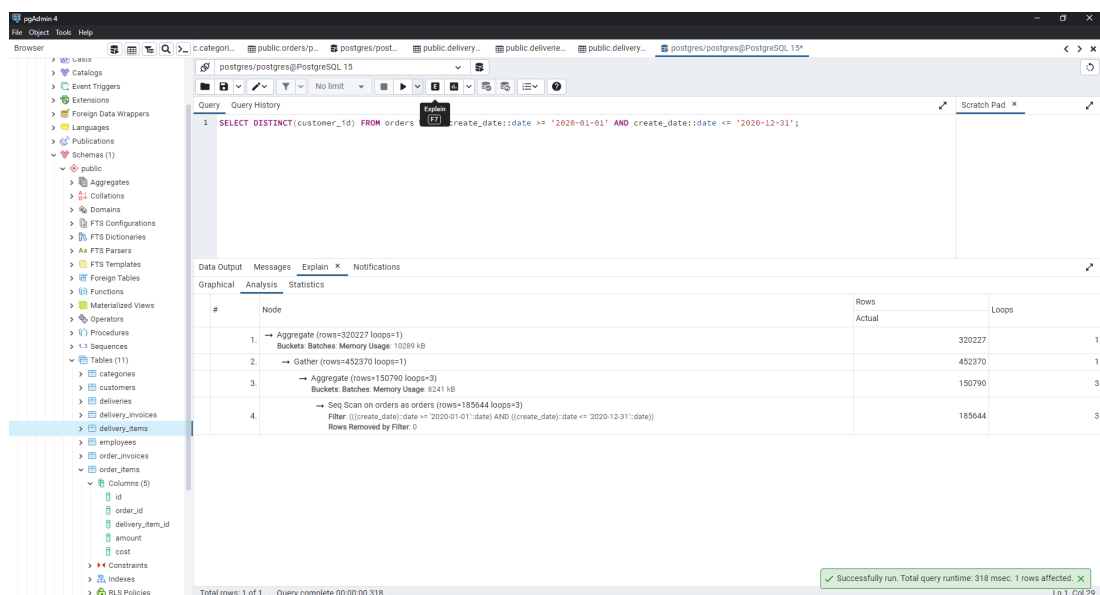 pgAdmin 4
File Object Tools Help
Browser
c.categori... public.orders/p... postgres/post... public.delivery... public.deliverie... public.delivery... postgres/postgres@PostgreSQL 15*
postgres/postgres@PostgreSQL 15
No limit
Query Query History
Scratch Pad
Explain
F7
1 SELECT DISTINCT(customer_id) FROM orders create_date::date >= '2020-01-01' AND create_date::date <= '2020-12-31';
Casts
Catalogs
Event Triggers
Extensions
Foreign Data Wrappers
Languages
Publications
Schemas (1)
public
Aggregates
Collations
Domains
FTS Configurations
FTS Dictionaries
Aa FTS Parsers
FTS Templates
Foreign Tables
Functions
Materialized Views
Operators
Procedures
1..3 Sequences
Tables (11)
categories
customers
deliveries
delivery_invoices
delivery_items
employees
order_invoices
order_items
Columns (5)
id
order_id
delivery_item_id
amount
cost
Constraints
Indexes
RLS Policies
Data Output Messages Explain Notifications
Graphical Analysis Statistics
# Node Rows Loops
Actual
1. → Aggregate (rows=320227 loops=1) 320227 1
Buckets: Batches: Memory Usage: 10289 kB
2. → Gather (rows=452370 loops=1) 452370 1
3. → Aggregate (rows=150790 loops=3) 150790 3
Buckets: Batches: Memory Usage: 8241 kB
4. → Seq Scan on orders as orders (rows=185644 loops=3) 185644 3
Filter: (((create_date)::date >= '2020-01-01'::date) AND ((create_date)::date <= '2020-12-31'::date))
Rows Removed by Filter: 0
Successfully run. Total query runtime: 318 msec. 1 rows affected.
Total rows: 1 of 1 Query complete 00:00:00.318 Ln 1, Col 29